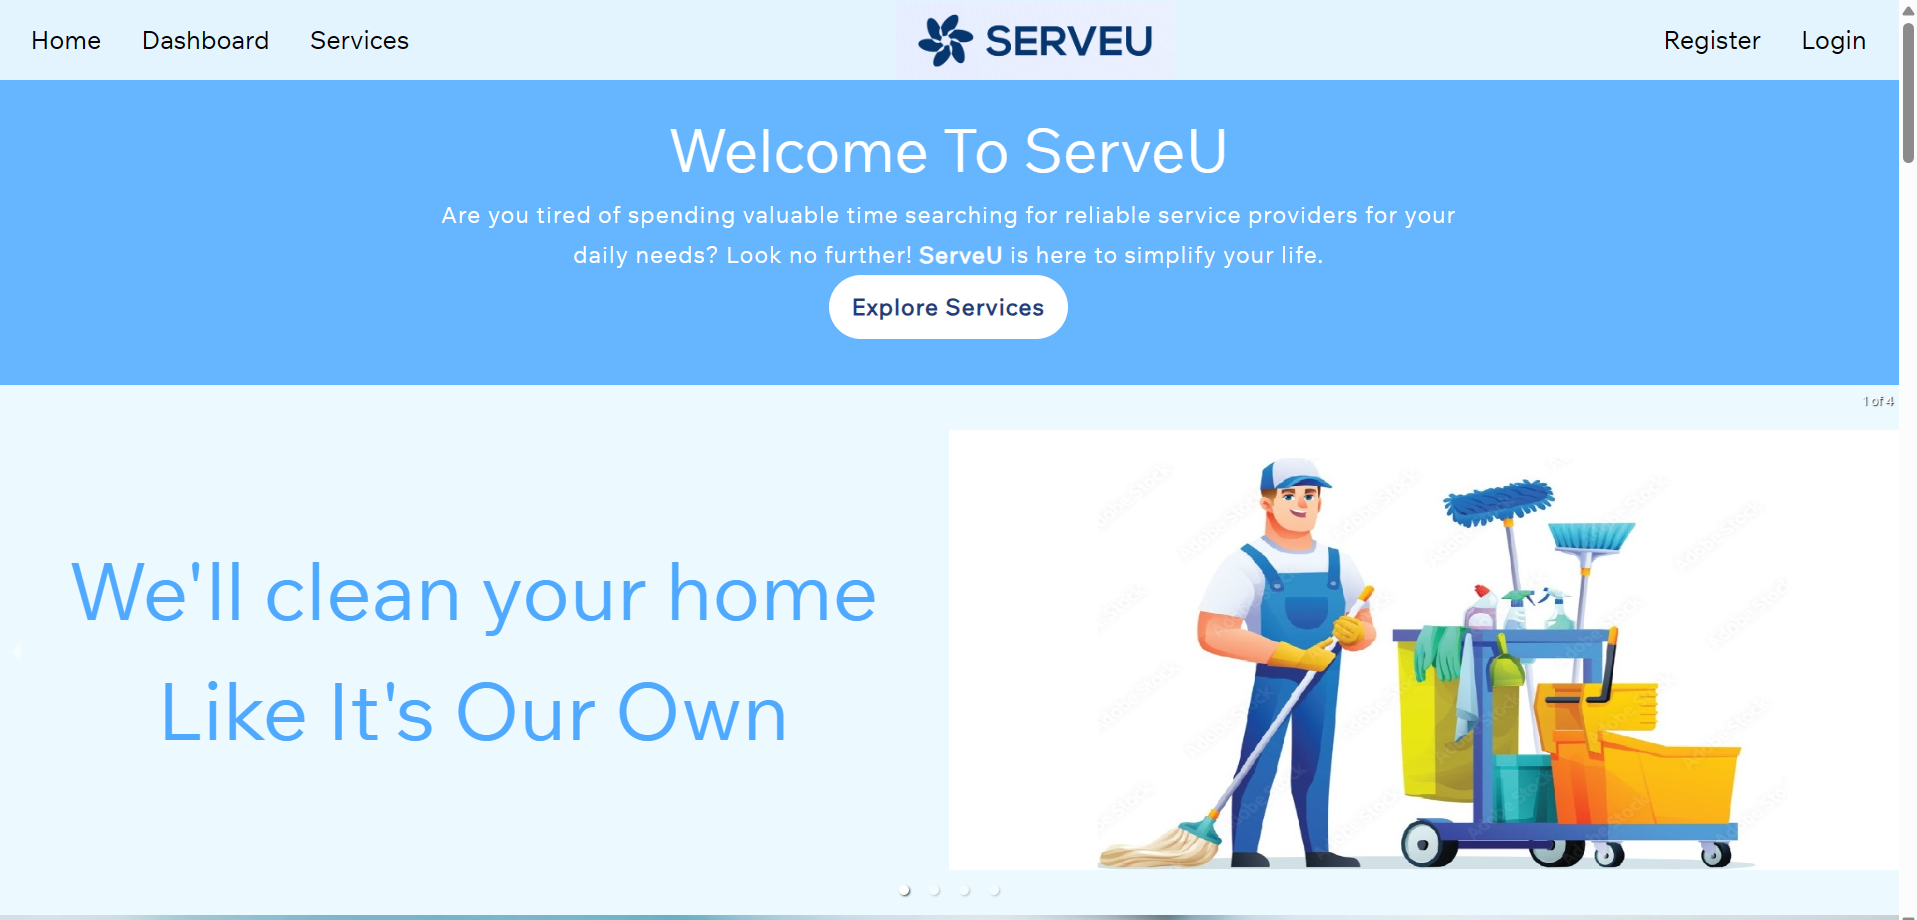 Home Dashboard Services SERVEU Register Login
Welcome To ServeU
Are you tired of spending valuable time searching for reliable service providers for your
daily needs? Look no further! ServeU is here to simplify your life.
Explore Services
1 of 4
We'll clean your home
Like It's Our Own
AdobeStock